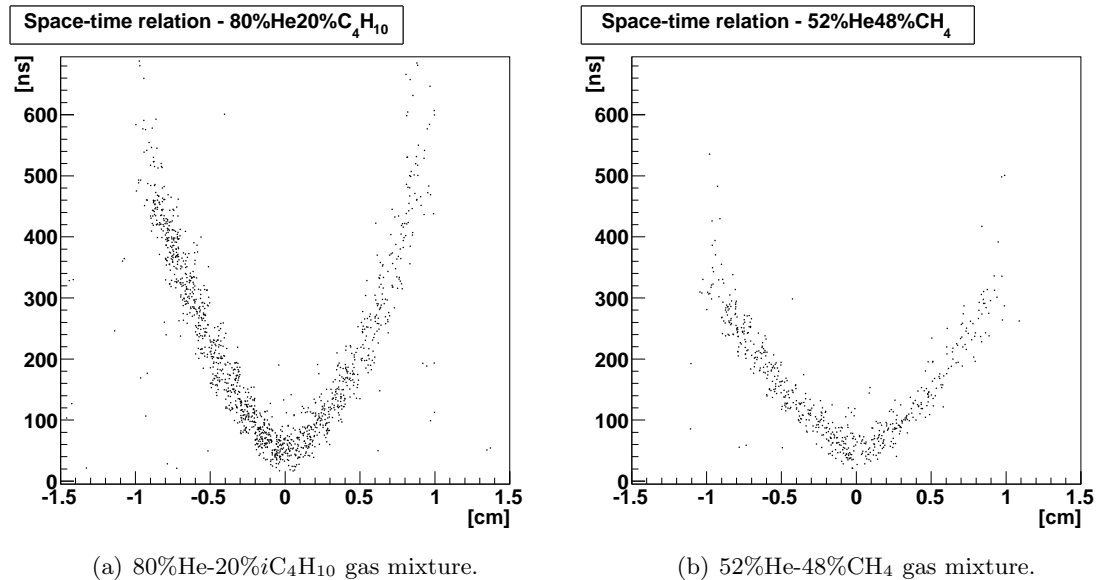 Space-time relation - 80%He20%C₄H₁₀
[ns]
600
500
400
300
200
100
0
-1.5 -1 -0.5 0 0.5 1 1.5
[cm]
(a) 80%He-20%iC₄H₁₀ gas mixture.
Space-time relation - 52%He48%CH₄
[ns]
600
500
400
300
200
100
0
-1.5 -1 -0.5 0 0.5 1 1.5
[cm]
(b) 52%He-48%CH₄ gas mixture.